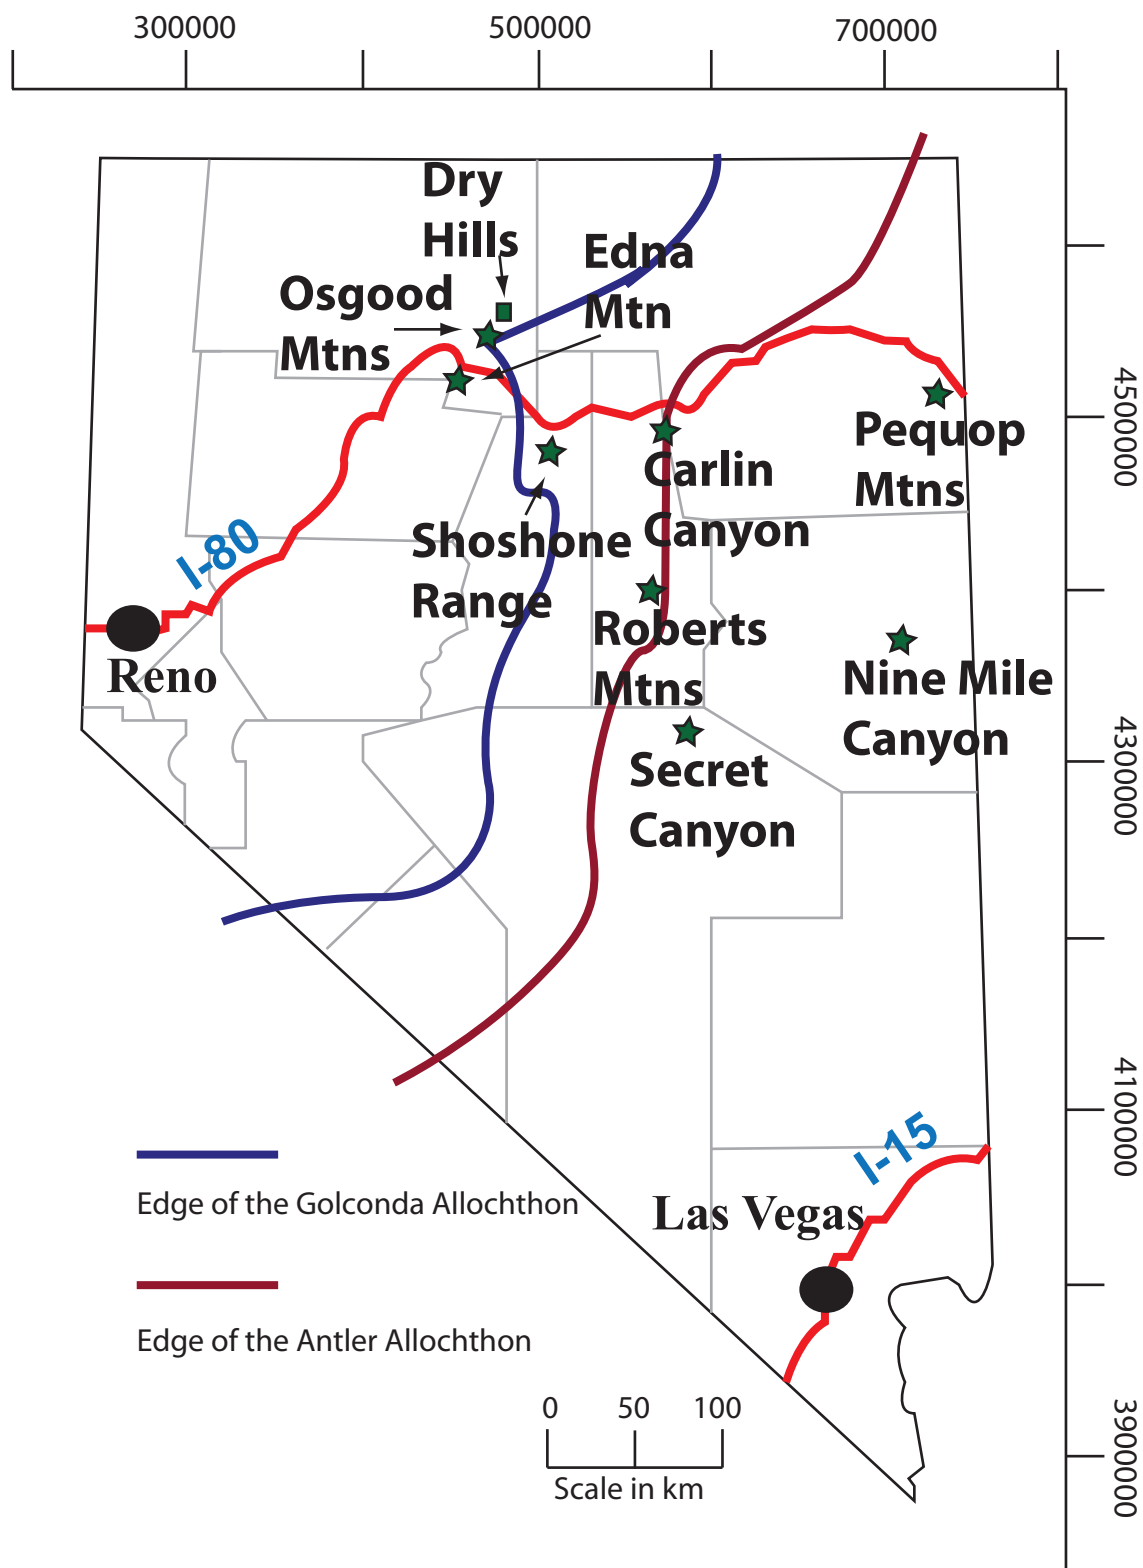 300000
500000
7000000
Dry
Hills
Edna
Mtn
Osgood
Mtns
4500000
Pequop
Mtns
Carlin
Canyon
I-80
Shoshone
Range
Roberts
Mtns
Reno
Nine Mile
Canyon
4300000
Secret
Canyon
4100000
I-15
Edge of the Golconda Allochthon
Las Vegas
Edge of the Antler Allochthon
0 50 100
Scale in km
3900000